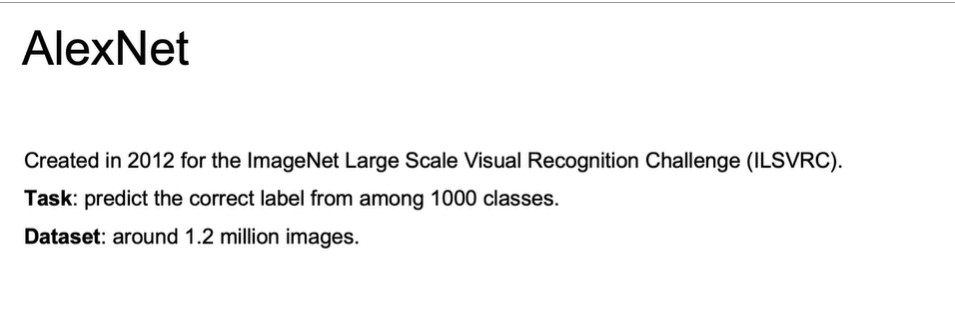 AlexNet
Created in 2012 for the ImageNet Large Scale Visual Recognition Challenge (ILSVRC).
Task: predict the correct label from among 1000 classes.
Dataset: around 1.2 million images.